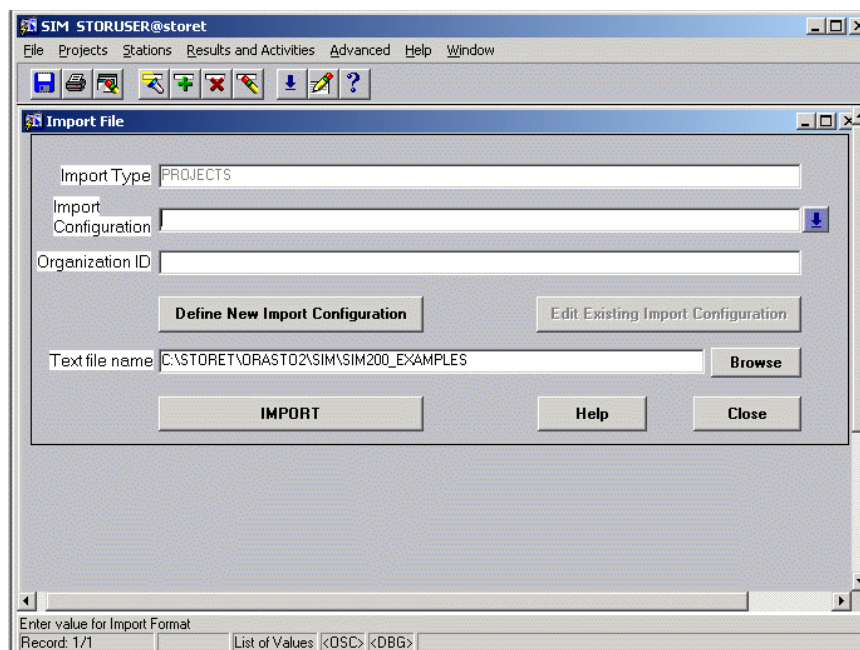 SIM STORUSER@storet
File Projects Stations Results and Activities Advanced Help Window
Import File
Import Type PROJECTS
Import
Configuration
Organization ID
Define New Import Configuration Edit Existing Import Configuration
Text file name C:\STORET\ORASTO2\SIM\SIM200_EXAMPLES Browse
IMPORT Help Close
Enter value for Import Format
Record: 1/1 List of Values <OSC> <DBG>